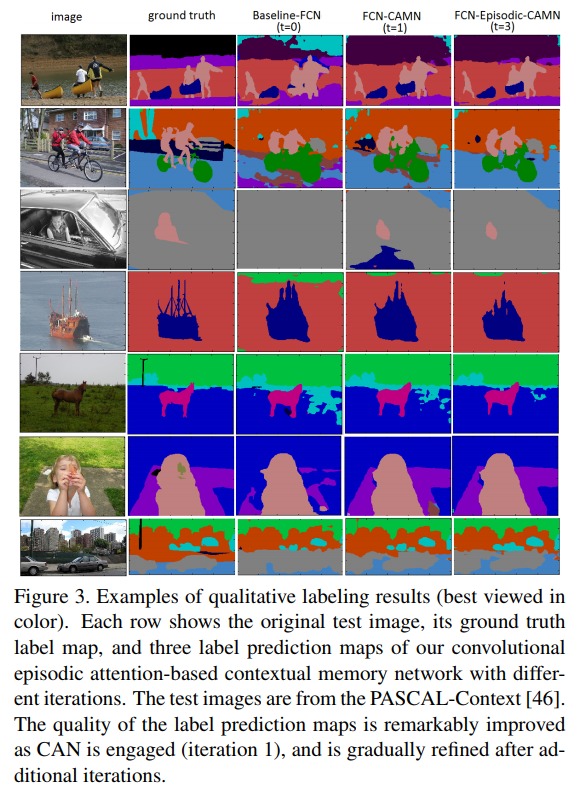 image ground truth Baseline-FCN FCN-CAMN FCN-Episodic-CAMN
(t=0) (t=1) (t=3)
Figure 3. Examples of qualitative labeling results (best viewed in
color). Each row shows the original test image, its ground truth
label map, and three label prediction maps of our convolutional
episodic attention-based contextual memory network with differ-
ent iterations. The test images are from the PASCAL-Context [46].
The quality of the label prediction maps is remarkably improved
as CAN is engaged (iteration 1), and is gradually refined after ad-
ditional iterations.